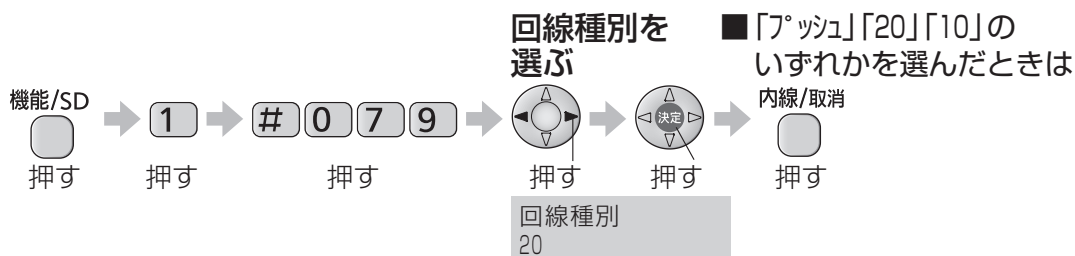 回線種別を
選ぶ
■「プッシュ」「20」「10」の
いずれかを選んだときは
機能/SD
1
# 0 7 9
決定
内線/取消
押す
押す
押す
押す
押す
押す
回線種別
20